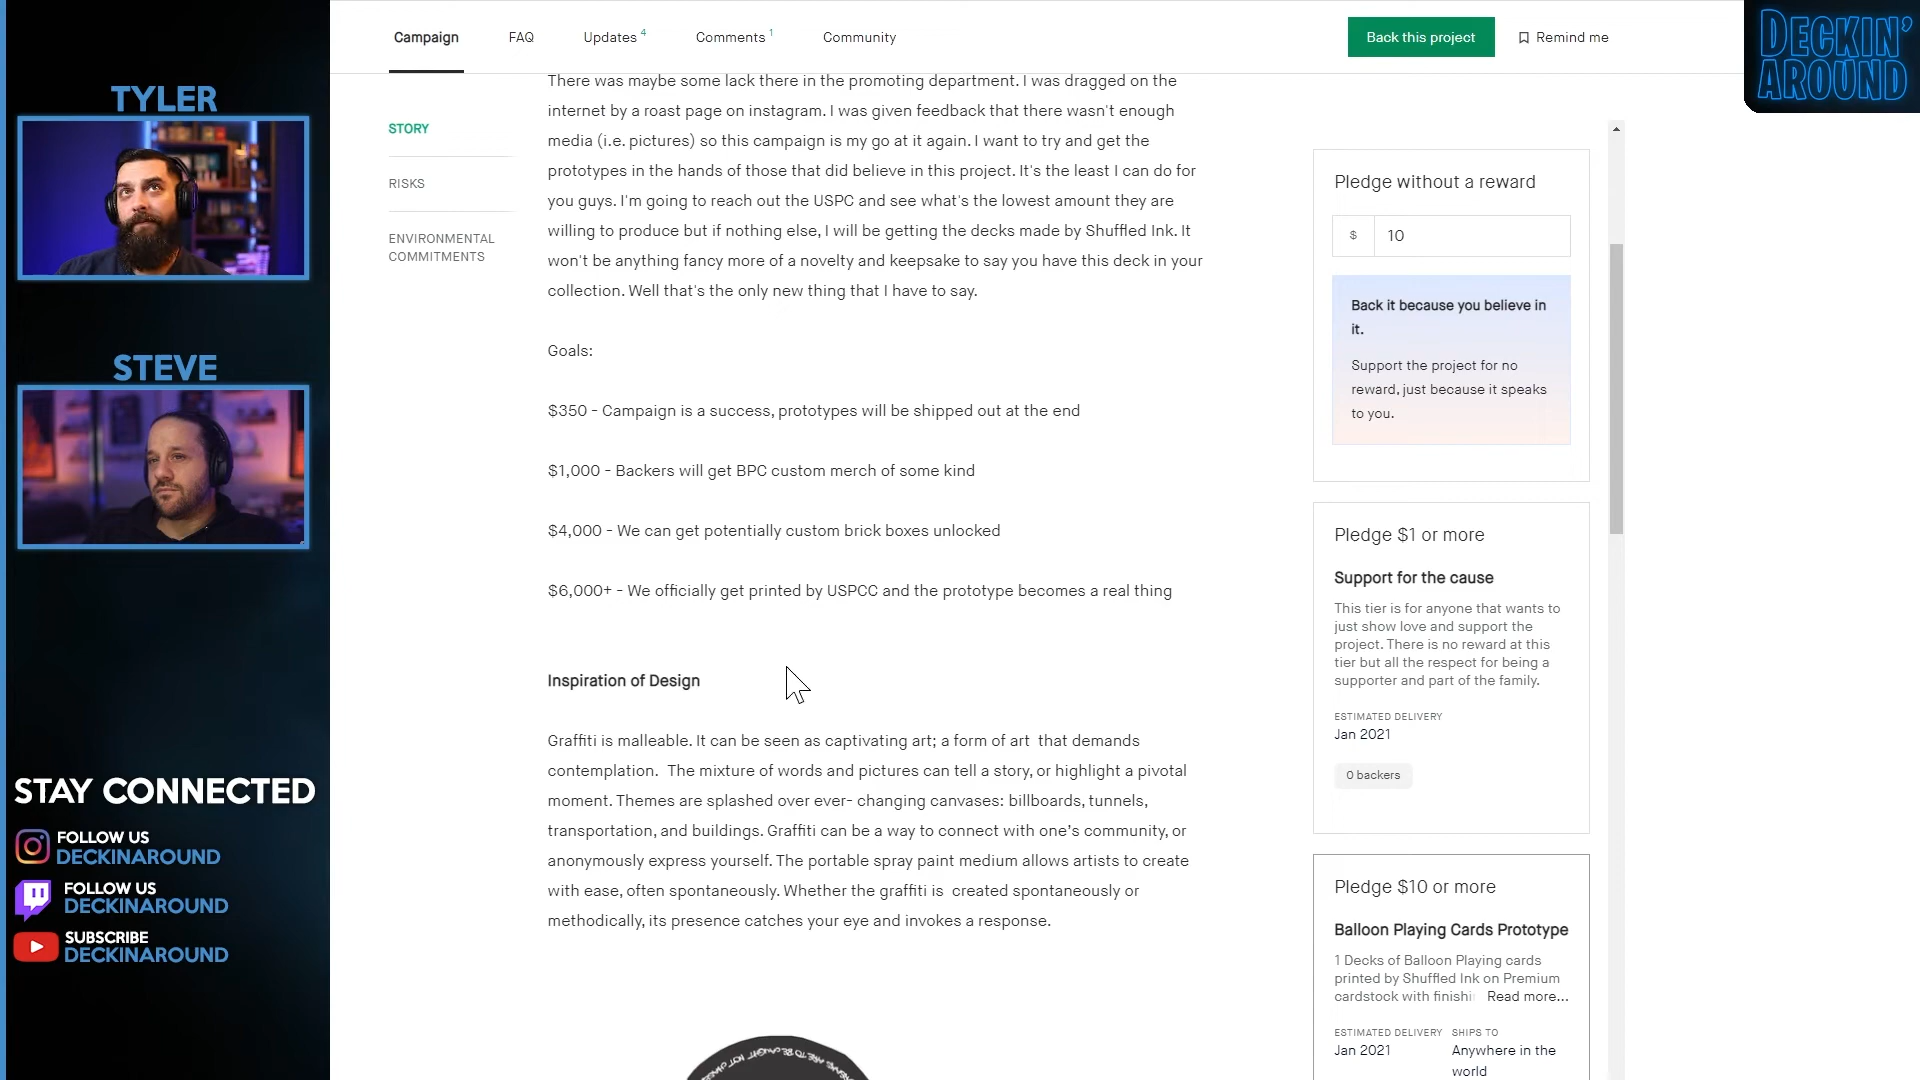 TYLER
STEVE
STAY CONNECTED
FOLLOW US
DECKINAROUND
FOLLOW US
DECKINAROUND
SUBSCRIBE
DECKINAROUND
Campaign
FAQ
Updates 4
Comments 1
Community
Back this project
Remind me
DECKIN'
AROUND
STORY
RISKS
ENVIRONMENTAL
COMMITMENTS
There was maybe some lack there in the promoting department. I was dragged on the
internet by a roast page on instagram. I was given feedback that there wasn't enough
media (i.e. pictures) so this campaign is my go at it again. I want to try and get the
prototypes in the hands of those that did believe in this project. It's the least I can do for
you guys. I'm going to reach out the USPC and see what's the lowest amount they are
willing to produce but if nothing else, I will be getting the decks made by Shuffled Ink. It
won't be anything fancy more of a novelty and keepsake to say you have this deck in your
collection. Well that's the only new thing that I have to say.
Goals:
$350 - Campaign is a success, prototypes will be shipped out at the end
$1,000 - Backers will get BPC custom merch of some kind
$4,000 - We can get potentially custom brick boxes unlocked
$6,000+ - We officially get printed by USPCC and the prototype becomes a real thing
Inspiration of Design
Graffiti is malleable. It can be seen as captivating art; a form of art  that demands
contemplation.  The mixture of words and pictures can tell a story, or highlight a pivotal
moment. Themes are splashed over ever- changing canvases: billboards, tunnels,
transportation, and buildings. Graffiti can be a way to connect with one's community, or
anonymously express yourself. The portable spray paint medium allows artists to create
with ease, often spontaneously. Whether the graffiti is  created spontaneously or
methodically, its presence catches your eye and invokes a response.
Pledge without a reward
$ 10
Back it because you believe in
it.
Support the project for no
reward, just because it speaks
to you.
Pledge $1 or more
Support for the cause
This tier is for anyone that wants to
just show love and support the
project. There is no reward at this
tier but all the respect for being a
supporter and part of the family.
ESTIMATED DELIVERY
Jan 2021
0 backers
Pledge $10 or more
Balloon Playing Cards Prototype
1 Decks of Balloon Playing cards
printed by Shuffled Ink on Premium
cardstock with finishi Read more...
ESTIMATED DELIVERY SHIPS TO
Jan 2021 Anywhere in the
world